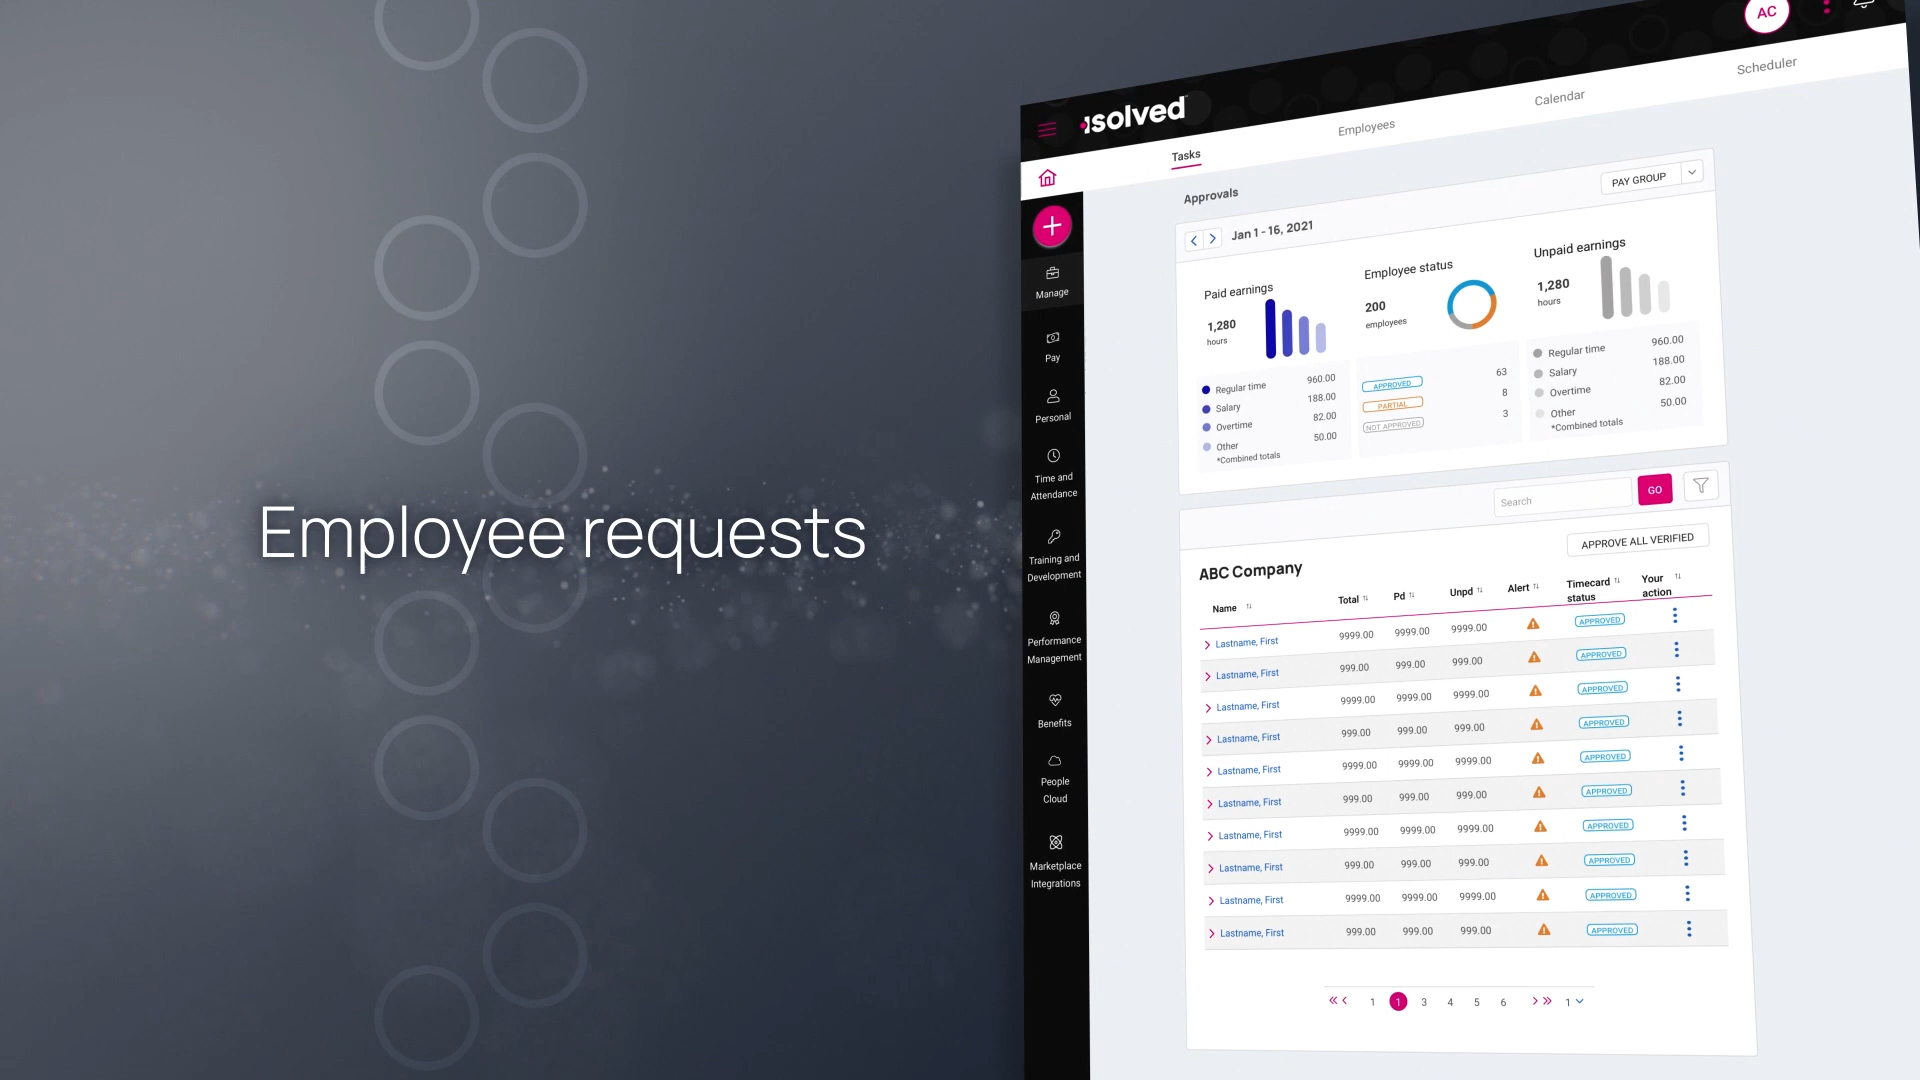 Employee requests
AC
isolved
Tasks
Employees
Calendar
Scheduler
Manage
Pay
Personal
Time and
Attendance
Training and
Development
Performance
Management
Benefits
People
Cloud
Marketplace
Integrations
Approvals
Jan 1 - 16, 2021
PAY GROUP
Paid earnings
1,280
hours
Regular time 960.00
Salary 188.00
Overtime 82.00
Other 50.00
*Combined totals
Employee status
200
employees
APPROVED 63
PARTIAL 8
NOT APPROVED 3
Unpaid earnings
1,280
hours
Regular time 960.00
Salary 188.00
Overtime 82.00
Other 50.00
*Combined totals
Search
GO
APPROVE ALL VERIFIED
ABC Company
Name Total Pd Unpd Alert Timecard status Your action
Lastname, First 9999.00 9999.00 9999.00 APPROVED
Lastname, First 999.00 999.00 999.00 APPROVED
Lastname, First 9999.00 9999.00 9999.00 APPROVED
Lastname, First 999.00 999.00 999.00 APPROVED
Lastname, First 9999.00 9999.00 9999.00 APPROVED
Lastname, First 999.00 999.00 999.00 APPROVED
Lastname, First 9999.00 9999.00 9999.00 APPROVED
Lastname, First 999.00 999.00 999.00 APPROVED
Lastname, First 9999.00 9999.00 9999.00 APPROVED
Lastname, First 999.00 999.00 999.00 APPROVED
1 1 3 4 5 6 1